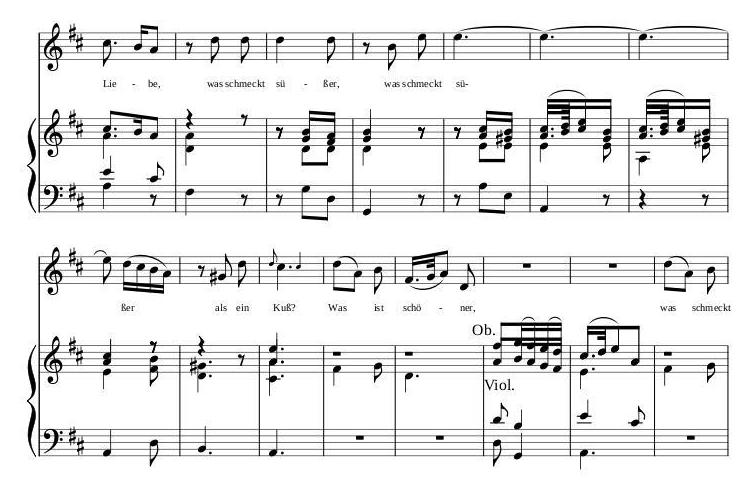 Lie - be, was schmeckt sü - ßer, was schmeckt sü-
ßer als ein Kuß? Was ist schö - ner, was schmeckt
Ob.
Viol.